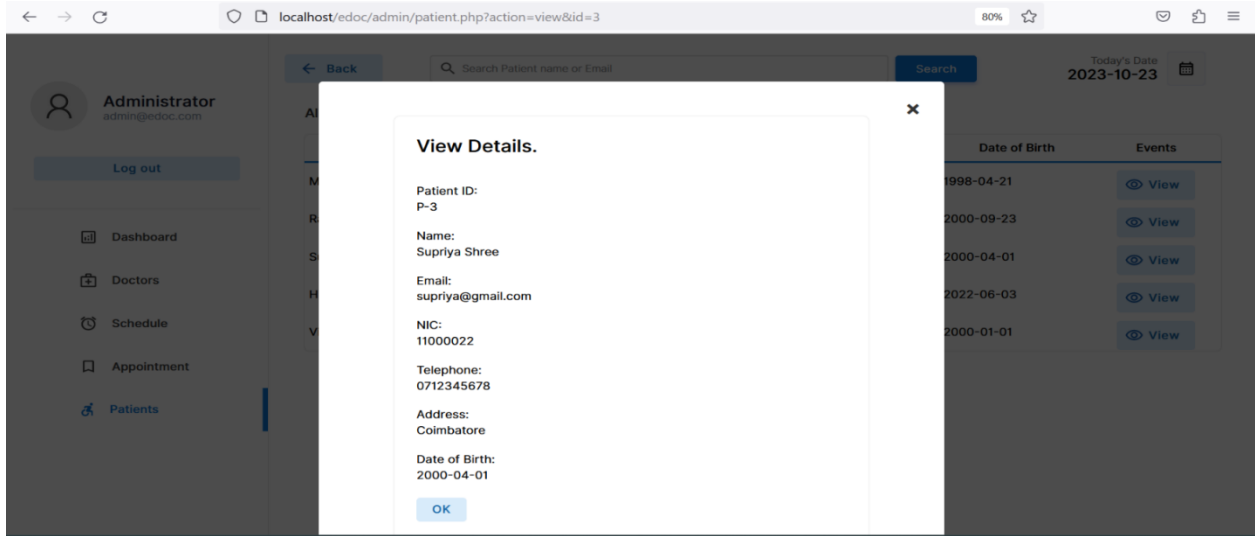 localhost/edoc/admin/patient.php?action=view&id=3
80%
Back
Search Patient name or Email
Search
Today's Date
2023-10-23
Administrator
admin@edoc.com
Log out
Dashboard
Doctors
Schedule
Appointment
Patients
Date of Birth Events
1998-04-21 View
2000-09-23 View
2000-04-01 View
2022-06-03 View
2000-01-01 View
View Details.
Patient ID:
P-3
Name:
Supriya Shree
Email:
supriya@gmail.com
NIC:
11000022
Telephone:
0712345678
Address:
Coimbatore
Date of Birth:
2000-04-01
OK